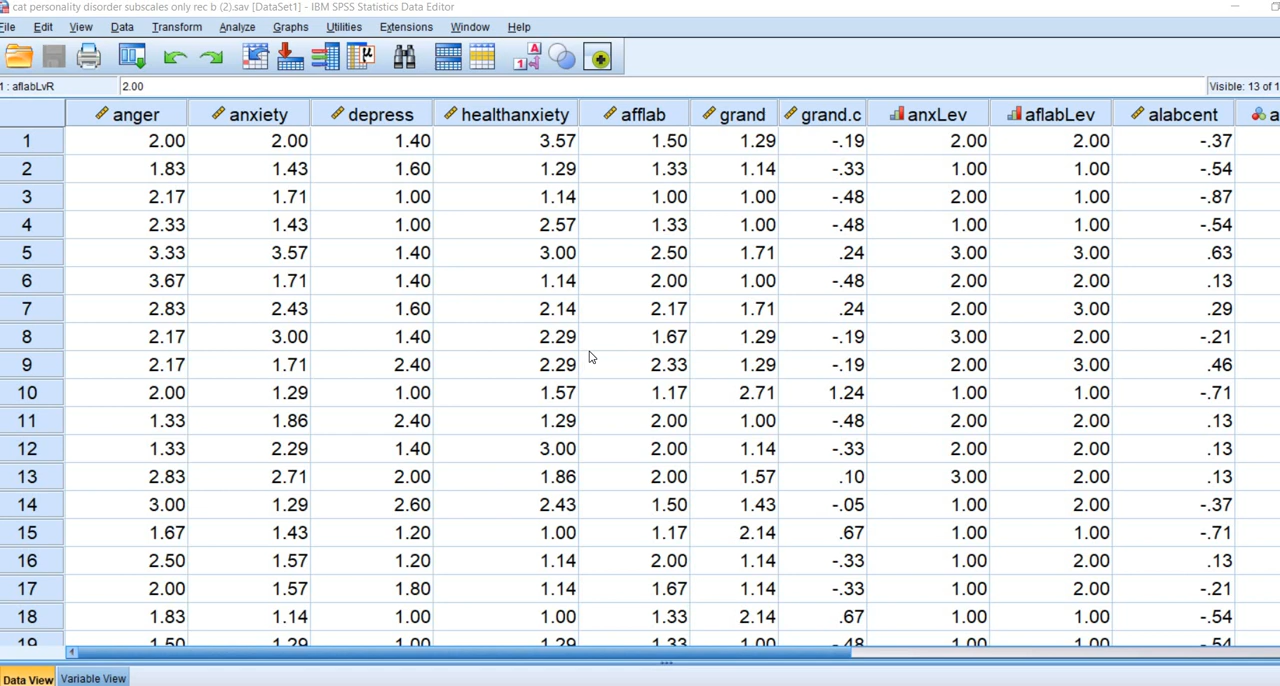 cat personality disorder subscales only rec b (2).sav [DataSet1] - IBM SPSS Statistics Data Editor
File Edit View Data Transform Analyze Graphs Utilities Extensions Window Help
1 : aflabLvR 2.00 Visible: 13 of 1
anger anxiety depress healthanxiety afflab grand grand.c anxLev aflabLev alabcent a
1 2.00 2.00 1.40 3.57 1.50 1.29 -.19 2.00 2.00 -.37
2 1.83 1.43 1.60 1.29 1.33 1.14 -.33 1.00 1.00 -.54
3 2.17 1.71 1.00 1.14 1.00 1.00 -.48 2.00 1.00 -.87
4 2.33 1.43 1.00 2.57 1.33 1.00 -.48 1.00 1.00 -.54
5 3.33 3.57 1.40 3.00 2.50 1.71 .24 3.00 3.00 .63
6 3.67 1.71 1.40 1.14 2.00 1.00 -.48 2.00 2.00 .13
7 2.83 2.43 1.60 2.14 2.17 1.71 .24 2.00 3.00 .29
8 2.17 3.00 1.40 2.29 1.67 1.29 -.19 3.00 2.00 -.21
9 2.17 1.71 2.40 2.29 2.33 1.29 -.19 2.00 3.00 .46
10 2.00 1.29 1.00 1.57 1.17 2.71 1.24 1.00 1.00 -.71
11 1.33 1.86 2.40 1.29 2.00 1.00 -.48 2.00 2.00 .13
12 1.33 2.29 1.40 3.00 2.00 1.14 -.33 2.00 2.00 .13
13 2.83 2.71 2.00 1.86 2.00 1.57 .10 3.00 2.00 .13
14 3.00 1.29 2.60 2.43 1.50 1.43 -.05 1.00 2.00 -.37
15 1.67 1.43 1.20 1.00 1.17 2.14 .67 1.00 1.00 -.71
16 2.50 1.57 1.20 1.14 2.00 1.14 -.33 1.00 2.00 .13
17 2.00 1.57 1.80 1.14 1.67 1.14 -.33 1.00 2.00 -.21
18 1.83 1.14 1.00 1.00 1.33 2.14 .67 1.00 1.00 -.54
19 1.50 1.29 1.00 1.29 1.33 1.00 -.48 1.00 1.00 -.54
Data View Variable View